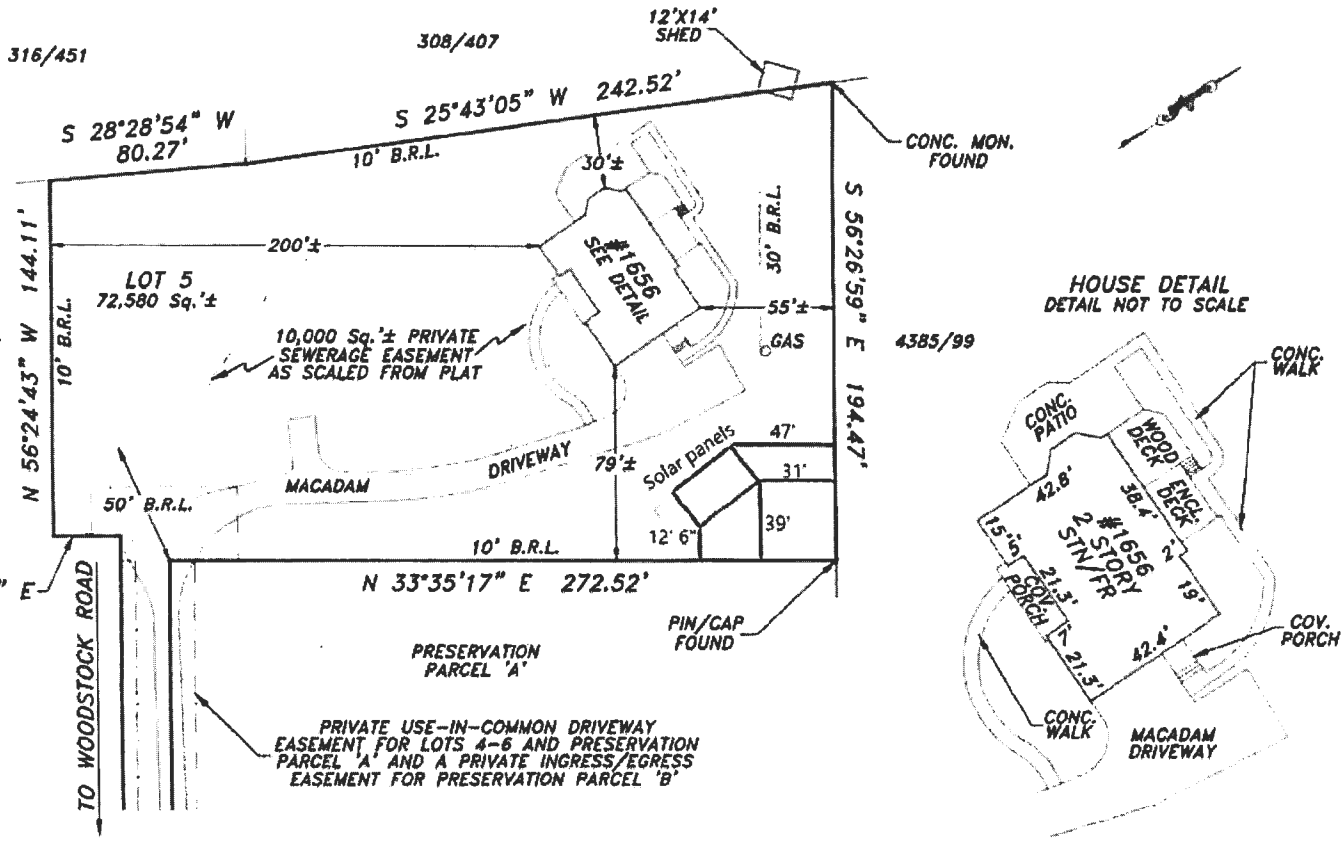 316/451
308/407
12'X14'
SHED
S 28°28'54" W
80.27'
S 25°43'05" W 242.52'
10' B.R.L.
30'±
CONC. MON.
FOUND
N 56°24'43" W 144.11'
10' B.R.L.
200'±
LOT 5
72,580 Sq.'±
#1656
SEE DETAIL
30' B.R.L.
S 56°26'59" E 194.47'
55'±
GAS
4385/99
10,000 Sq.'± PRIVATE
SEWERAGE EASEMENT
AS SCALED FROM PLAT
MACADAM
DRIVEWAY
79'±
Solar panels
47'
31'
39'
12' 6"
50' B.R.L.
10' B.R.L.
N 33°35'17" E 272.52'
" E
TO WOODSTOCK ROAD
PIN/CAP
FOUND
PRESERVATION
PARCEL 'A'
PRIVATE USE-IN-COMMON DRIVEWAY
EASEMENT FOR LOTS 4-6 AND PRESERVATION
PARCEL 'A' AND A PRIVATE INGRESS/EGRESS
EASEMENT FOR PRESERVATION PARCEL 'B'
HOUSE DETAIL
DETAIL NOT TO SCALE
CONC.
WALK
CONC.
PATIO
WOOD
DECK
ENCL.
DECK
42.8'
38.4'
#1656
2 STORY
STN/FR
15'
5'
21.3'
COV.
PORCH
7'
21.3'
2'
19'
42.4'
COV.
PORCH
CONC.
WALK
MACADAM
DRIVEWAY